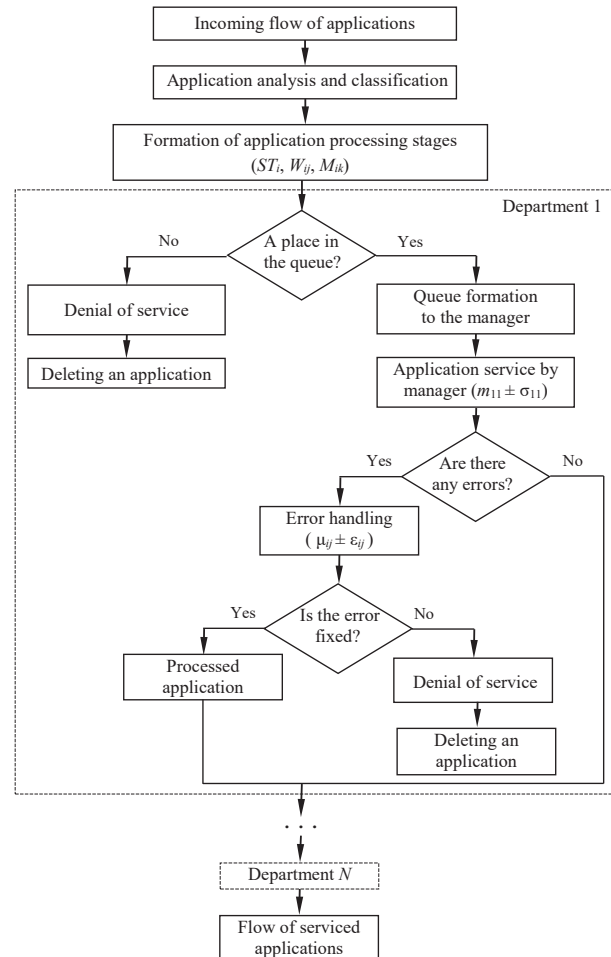 Incoming flow of applications
Application analysis and classification
Formation of application processing stages
(STi, Wij, Mik)
Department 1
No
A place in
the queue?
Yes
Denial of service
Queue formation
to the manager
Deleting an application
Application service by
manager (m11 ± σ11)
Yes
Are there
any errors?
No
Error handling
( μij ± εij )
Yes
Is the error
fixed?
No
Processed
application
Denial of service
Deleting an
application
. . .
Department N
Flow of serviced
applications